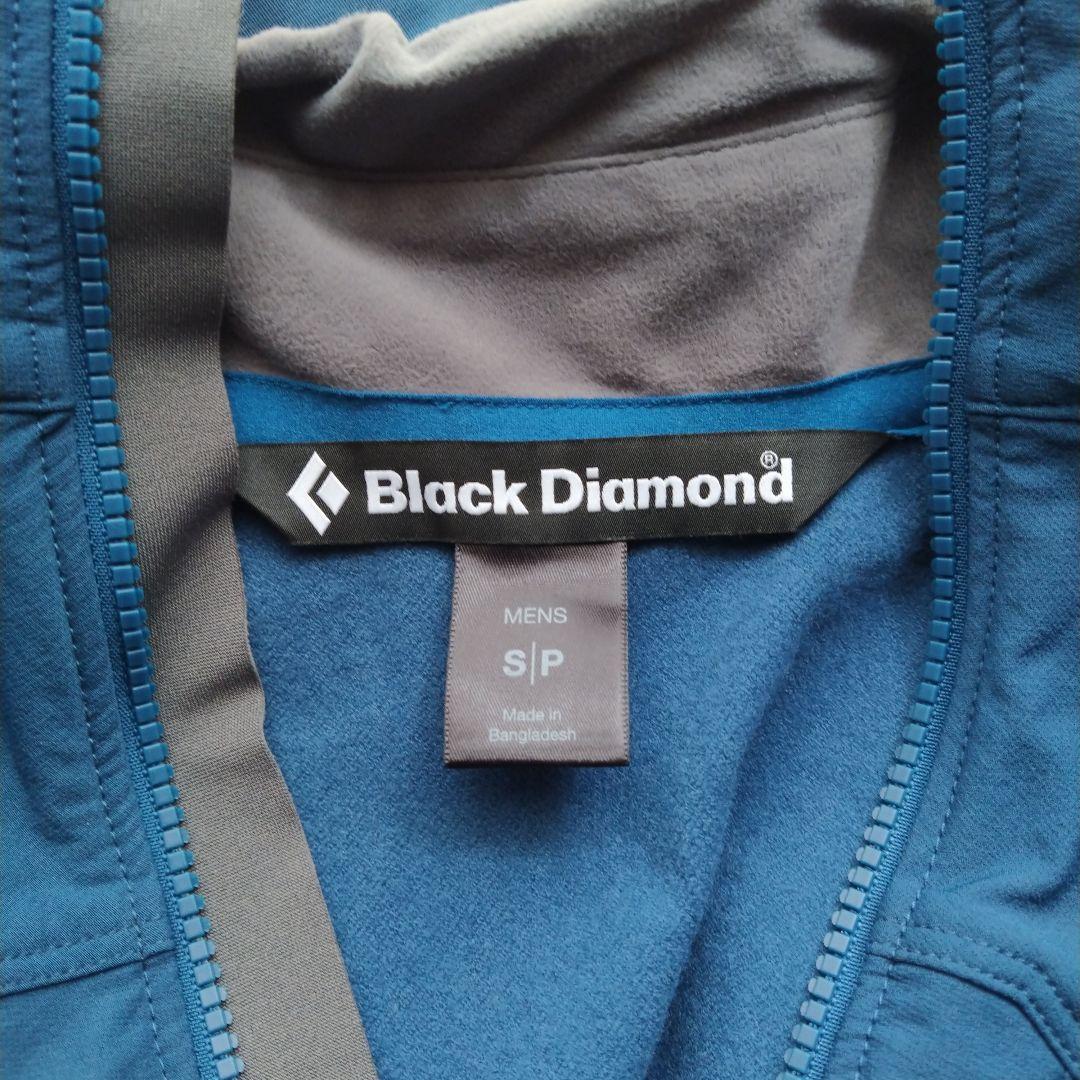 Black Diamond®
MENS
S|P
Made in
Bangladesh